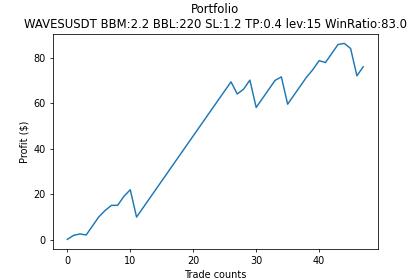 Portfolio
WAVESUSDT BBM:2.2 BBL:220 SL:1.2 TP:0.4 lev:15 WinRatio:83.0
80
60
40
20
0
Profit ($)
0 10 20 30 40
Trade counts